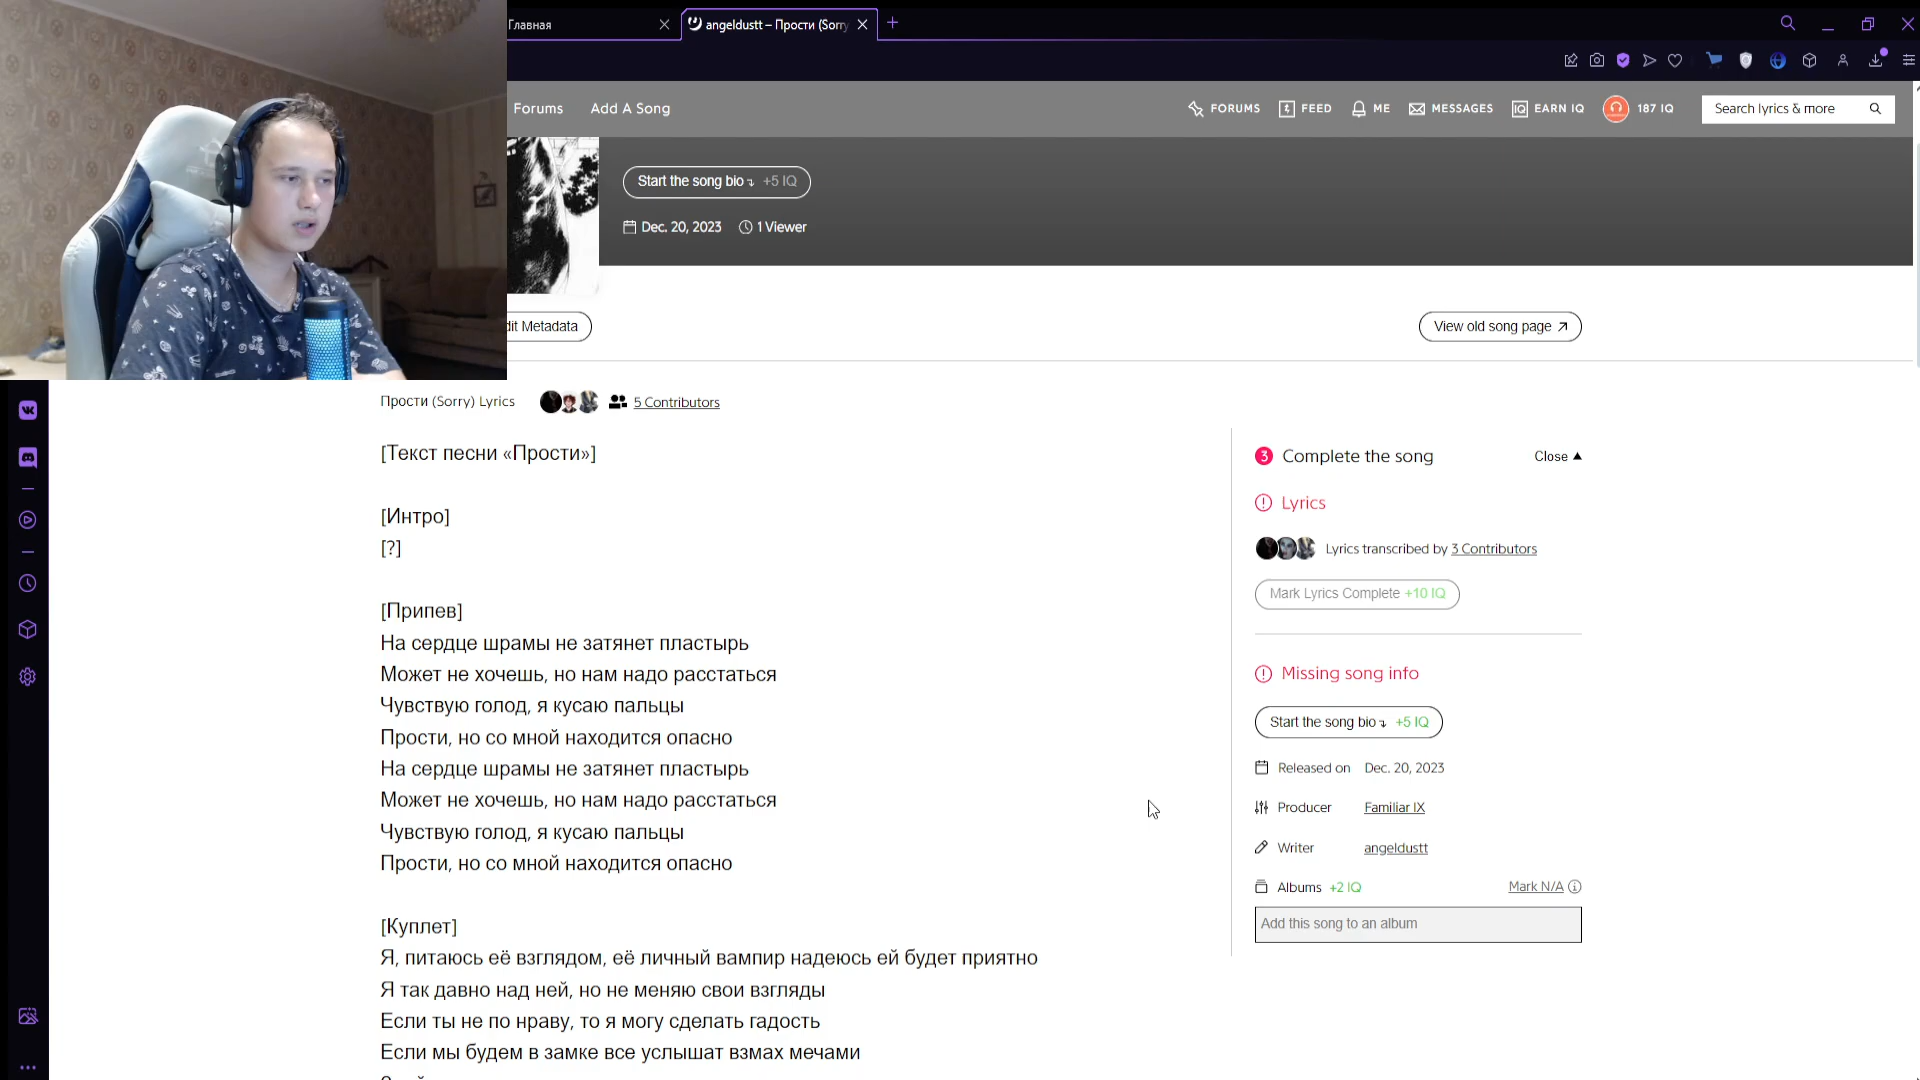 Главная
angeldustt – Прости (Sorry
Forums
Add A Song
FORUMS
FEED
ME
MESSAGES
IQ
EARN IQ
187 IQ
Search lyrics & more
Start the song bio +5 IQ
Dec. 20, 2023
1 Viewer
dit Metadata
View old song page
Прости (Sorry) Lyrics
5 Contributors
[Текст песни «Прости»]
[Интро]
[?]
[Припев]
На сердце шрамы не затянет пластырь
Может не хочешь, но нам надо расстаться
Чувствую голод, я кусаю пальцы
Прости, но со мной находится опасно
На сердце шрамы не затянет пластырь
Может не хочешь, но нам надо расстаться
Чувствую голод, я кусаю пальцы
Прости, но со мной находится опасно
[Куплет]
Я, питаюсь её взглядом, её личный вампир надеюсь ей будет приятно
Я так давно над ней, но не меняю свои взгляды
Если ты не по нраву, то я могу сделать гадость
Если мы будем в замке все услышат взмах мечами
3 Complete the song
Close
Lyrics
Lyrics transcribed by 3 Contributors
Mark Lyrics Complete +10 IQ
Missing song info
Start the song bio +5 IQ
Released on Dec. 20, 2023
Producer Familiar IX
Writer angeldustt
Albums +2 IQ
Mark N/A
Add this song to an album